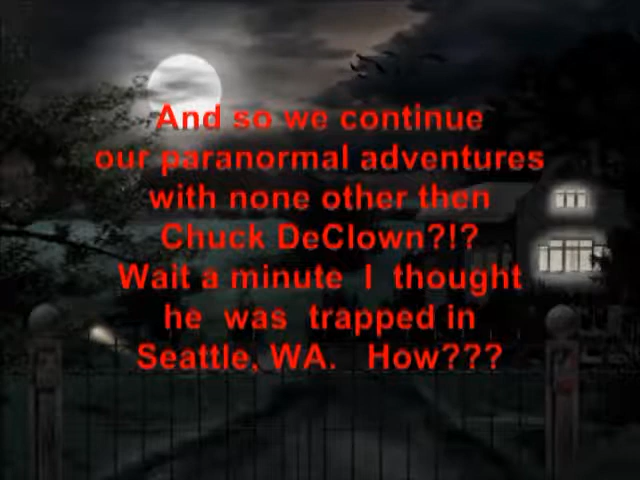 And so we continue
our paranormal adventures
with none other then
Chuck DeClown?!?
Wait a minute I thought
he was trapped in
Seattle, WA. How???